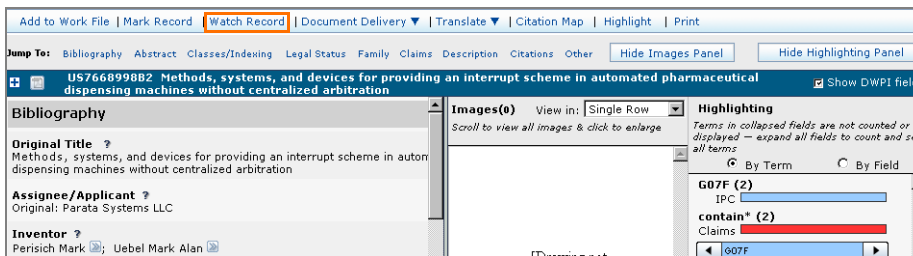 Add to Work File | Mark Record | Watch Record | Document Delivery ▼ | Translate ▼ | Citation Map | Highlight | Print
Jump To: Bibliography Abstract Classes/Indexing Legal Status Family Claims Description Citations Other Hide Images Panel Hide Highlighting Panel
US7668998B2 Methods, systems, and devices for providing an interrupt scheme in automated pharmaceutical
dispensing machines without centralized arbitration
Show DWPI fiel
Bibliography
Original Title ?
Methods, systems, and devices for providing an interrupt scheme in autom
dispensing machines without centralized arbitration
Assignee/Applicant ?
Original: Parata Systems LLC
Inventor ?
Perisich Mark; Uebel Mark Alan
Images(0) View in: Single Row
Scroll to view all images & click to enlarge
Highlighting
Terms in collapsed fields are not counted or
displayed — expand all fields to count and se
all terms
By Term By Field
G07F (2)
IPC
contain* (2)
Claims
G07F